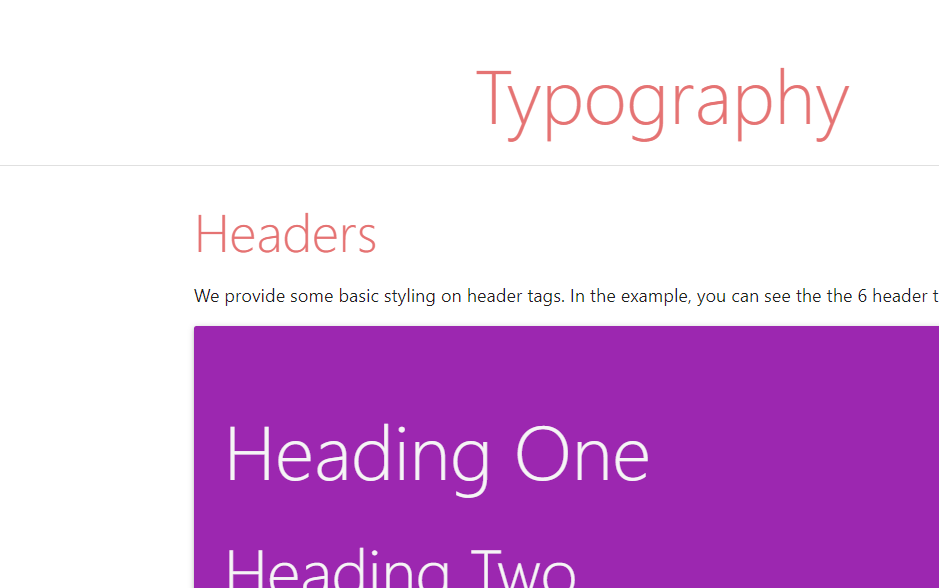 Typography
Headers
We provide some basic styling on header tags. In the example, you can see the the 6 header
Heading One
Heading Two